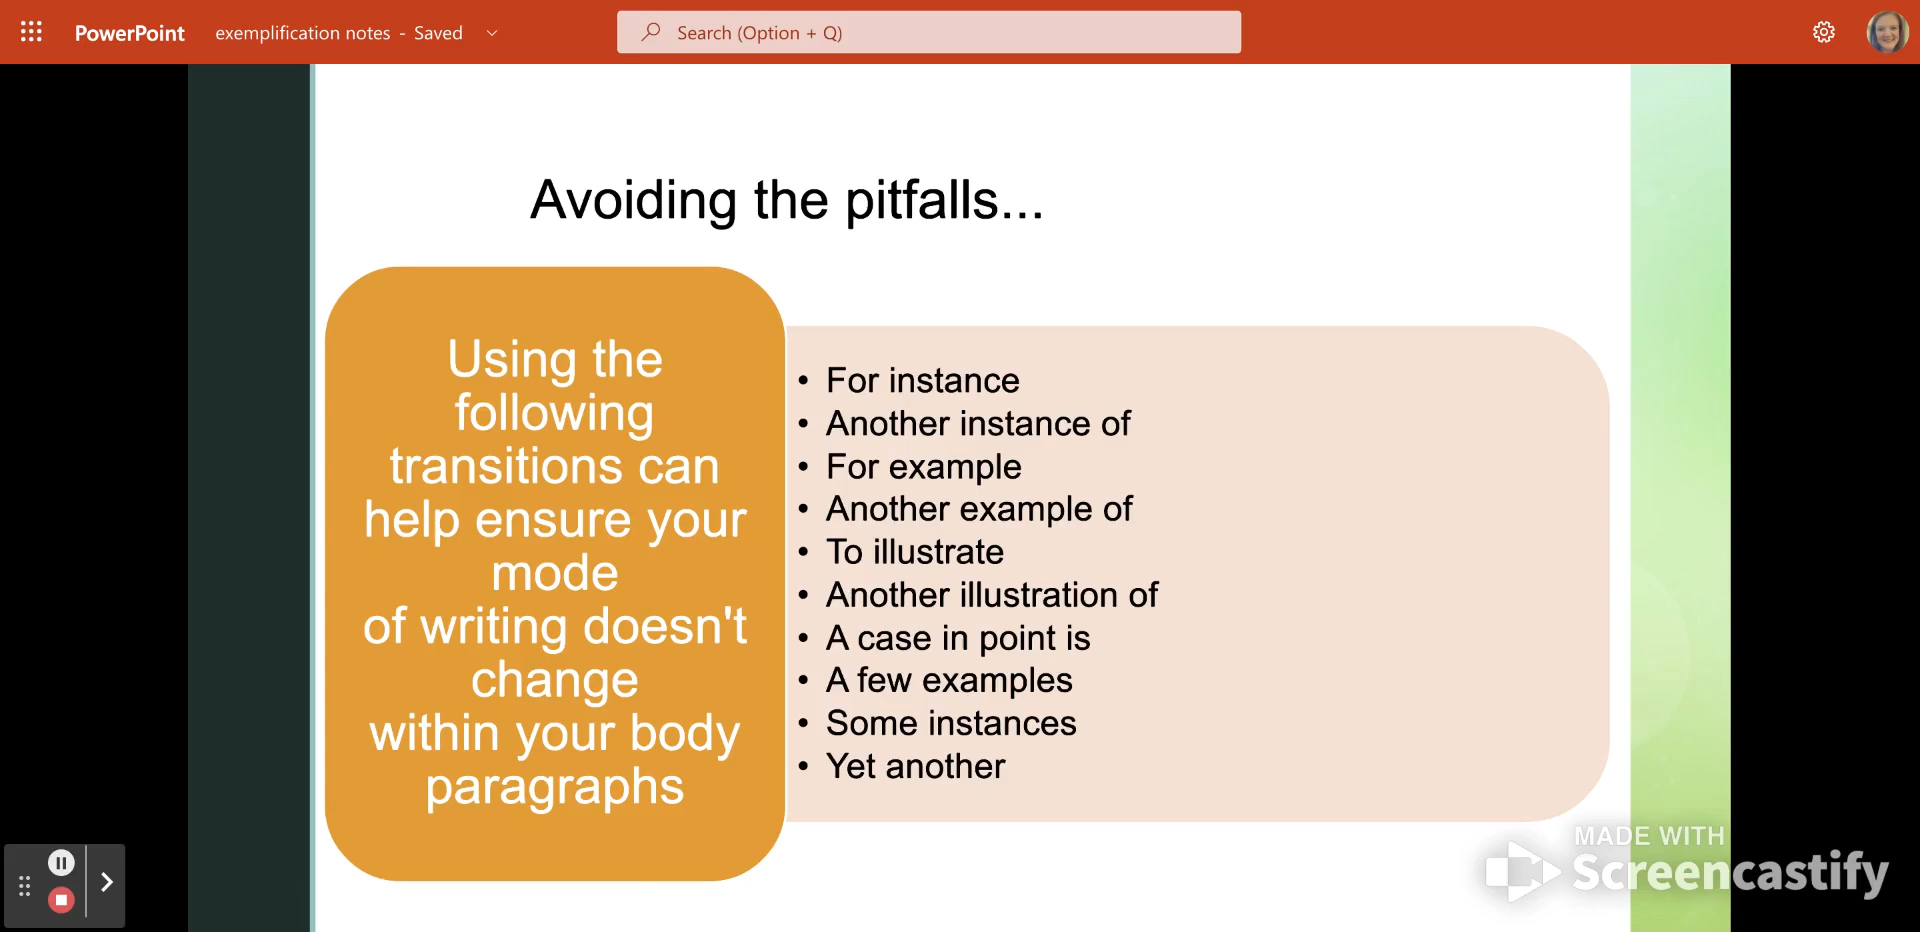 PowerPoint exemplification notes - Saved
Search (Option + Q)
Avoiding the pitfalls...
Using the
following
transitions can
help ensure your
mode
of writing doesn't
change
within your body
paragraphs
• For instance
• Another instance of
• For example
• Another example of
• To illustrate
• Another illustration of
• A case in point is
• A few examples
• Some instances
• Yet another
MADE WITH
Screencastify